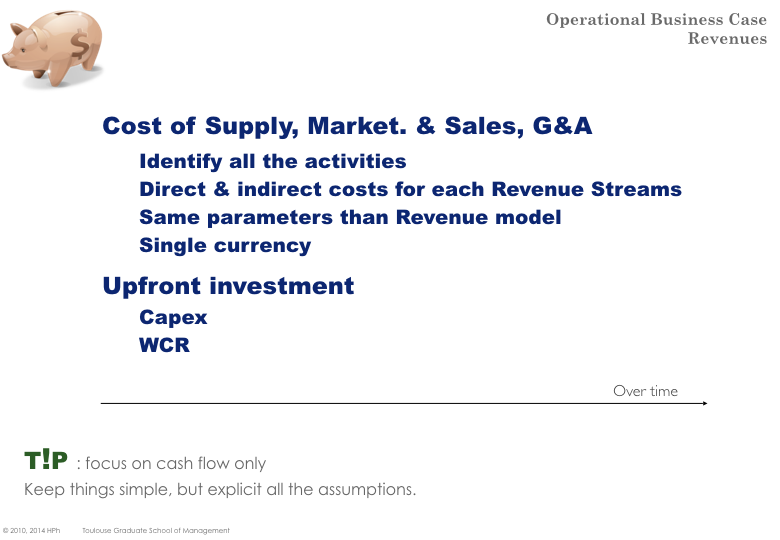 Operational Business Case
Revenues
$
Cost of Supply, Market. & Sales, G&A
Identify all the activities
Direct & indirect costs for each Revenue Streams
Same parameters than Revenue model
Single currency
Upfront investment
Capex
WCR
Over time
T!P : focus on cash flow only
Keep things simple, but explicit all the assumptions.
© 2010, 2014 HPh Toulouse Graduate School of Management